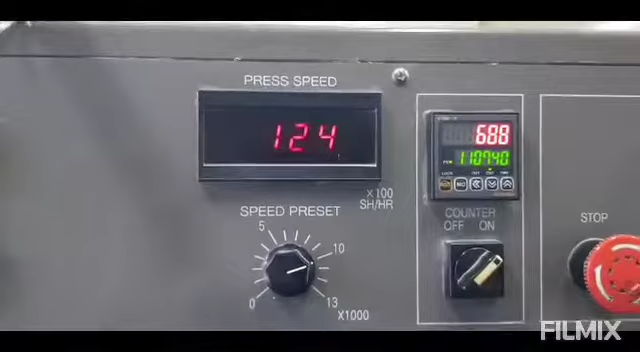 PRESS SPEED
124
×100
SH/HR
SPEED PRESET
5
10
0
13
X1000
688
110740
COUNTER
OFF ON
STOP
FILMIX